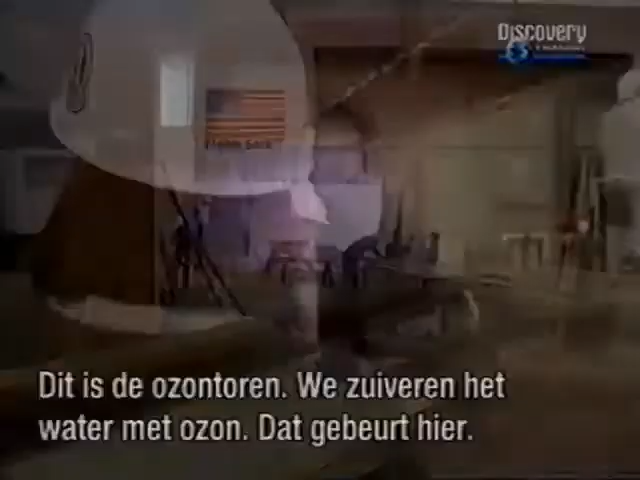 Discovery
Dit is de ozontoren. We zuiveren het
water met ozon. Dat gebeurt hier.